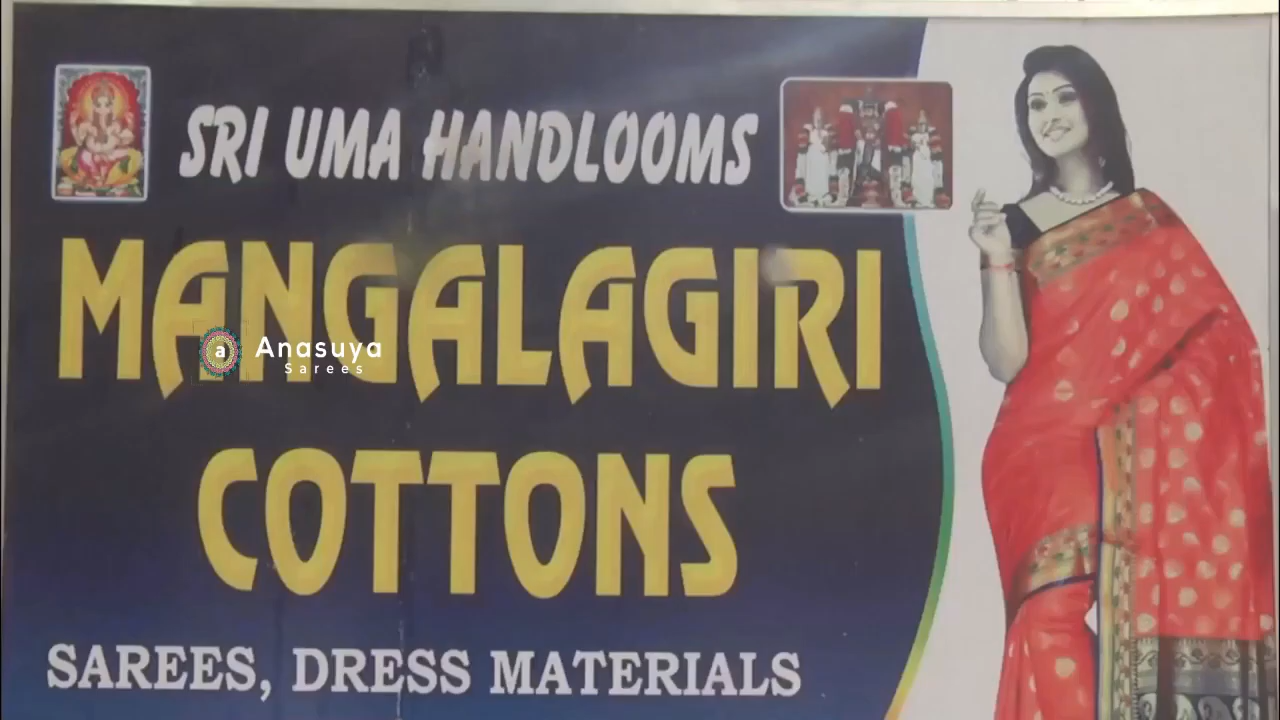 SRI UMA HANDLOOMS
MANGALAGIRI
a Anasuya
Sarees
COTTONS
SAREES, DRESS MATERIALS